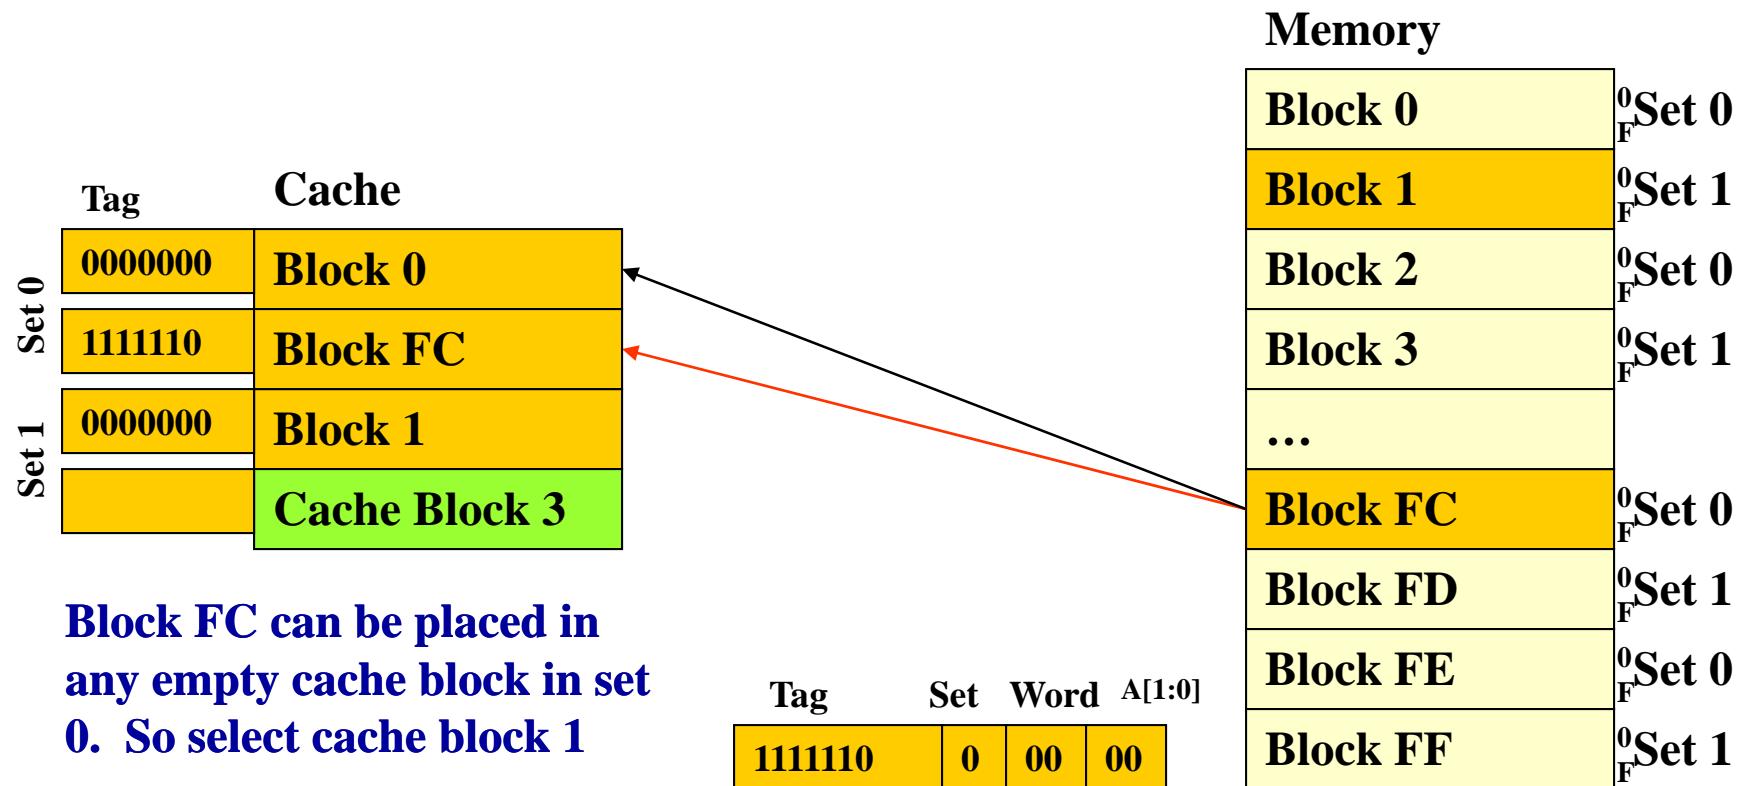 Memory
Block 0
0
F
Set 0
Block 1
0
F
Set 1
Block 2
0
F
Set 0
Block 3
0
F
Set 1
…
Block FC
0
F
Set 0
Block FD
0
F
Set 1
Block FE
0
F
Set 0
Block FF
0
F
Set 1
Tag Cache
Set 0
0000000 Block 0
1111110 Block FC
Set 1
0000000 Block 1
Cache Block 3
Block FC can be placed in
any empty cache block in set
0. So select cache block 1
Tag Set Word A[1:0]
1111110 0 00 00